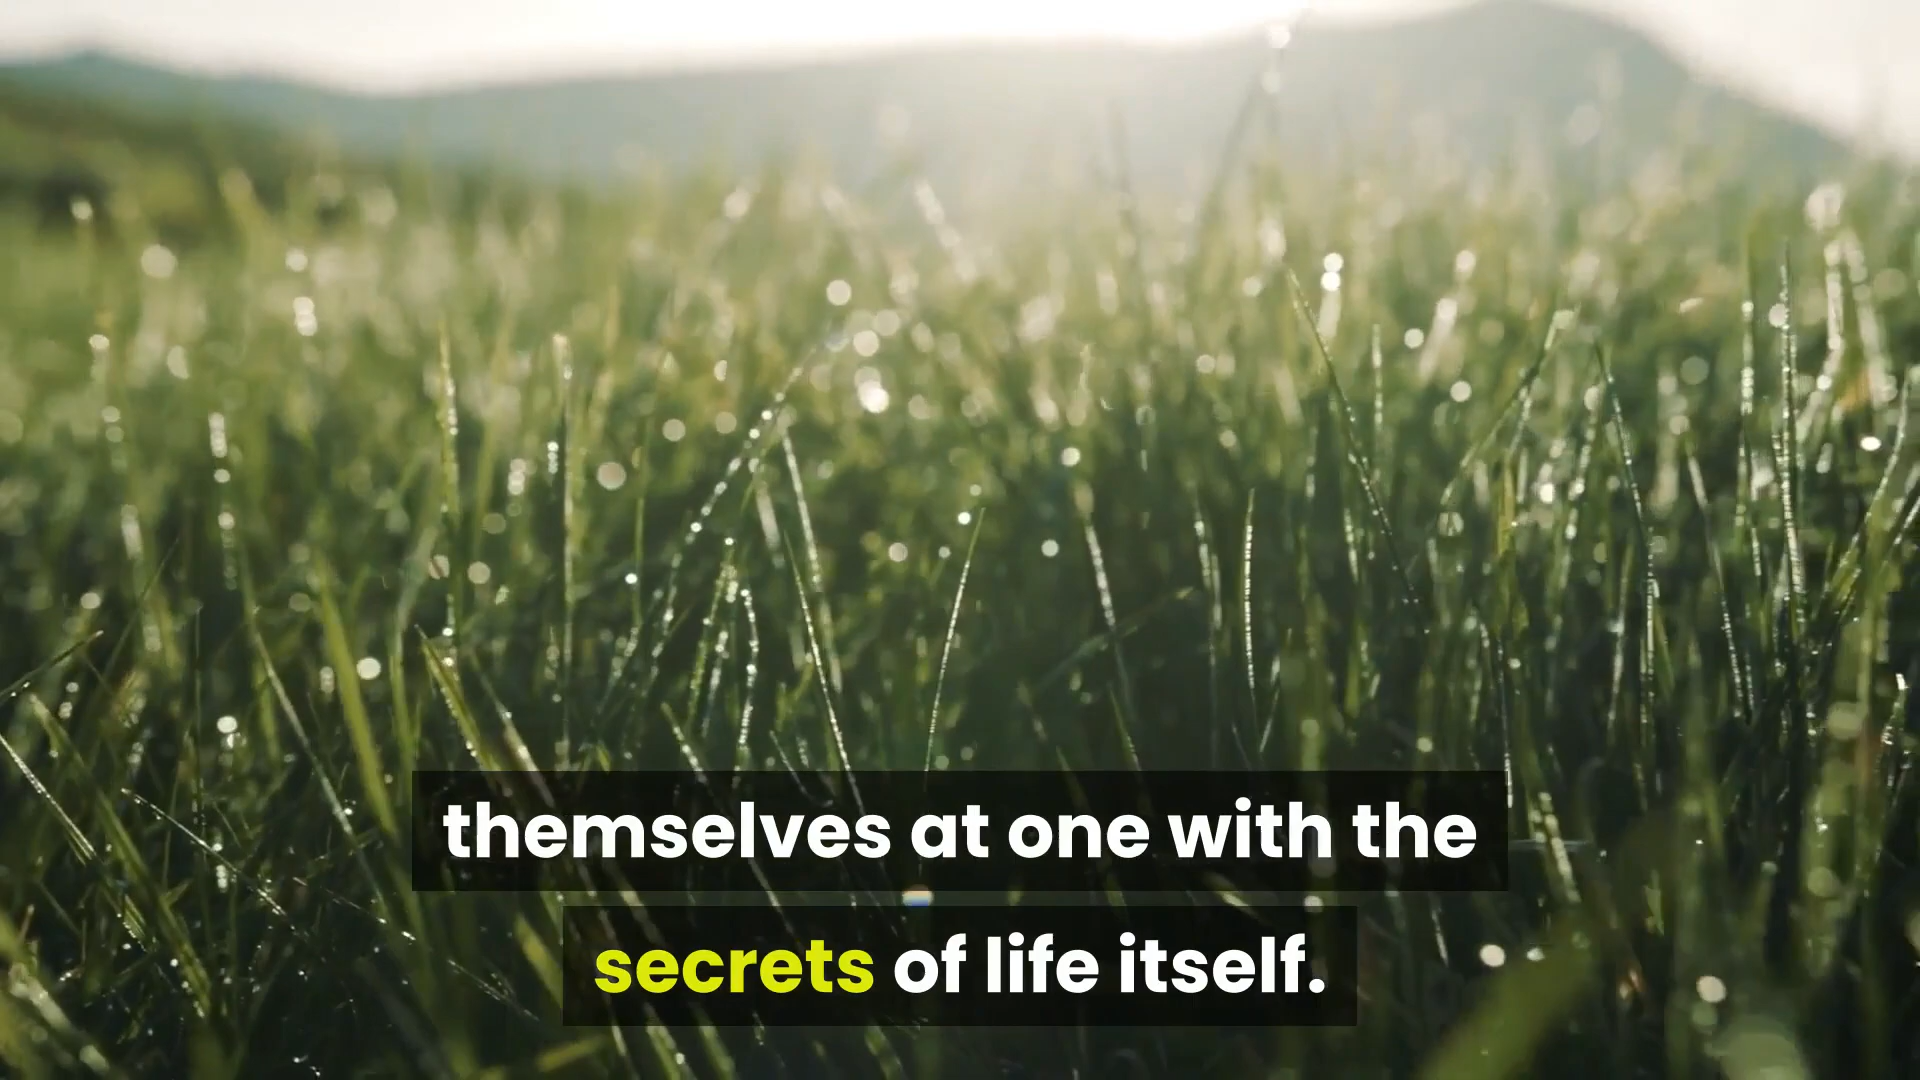 themselves at one with the
secrets of life itself.